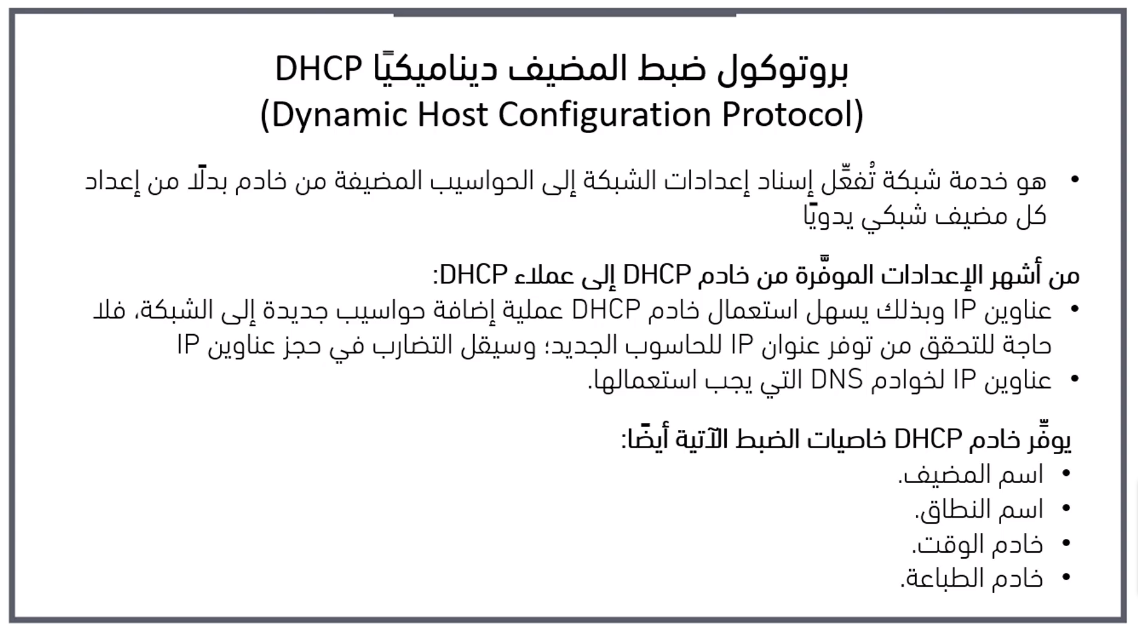 بروتوكول ضبط المضيف ديناميكيًا DHCP
(Dynamic Host Configuration Protocol)
• هو خدمة شبكة تُفعِّل إسناد إعدادات الشبكة إلى الحواسيب المضيفة من خادم بدلًا من إعداد
كل مضيف شبكي يدويًا
من أشهر الإعدادات الموفَّرة من خادم DHCP إلى عملاء DHCP:
• عناوين IP وبذلك يسهل استعمال خادم DHCP عملية إضافة حواسيب جديدة إلى الشبكة، فلا
حاجة للتحقق من توفر عنوان IP للحاسوب الجديد؛ وسيقل التضارب في حجز عناوين IP
• عناوين IP لخوادم DNS التي يجب استعمالها.
يوفِّر خادم DHCP خاصيات الضبط الآتية أيضًا:
• اسم المضيف.
• اسم النطاق.
• خادم الوقت.
• خادم الطباعة.